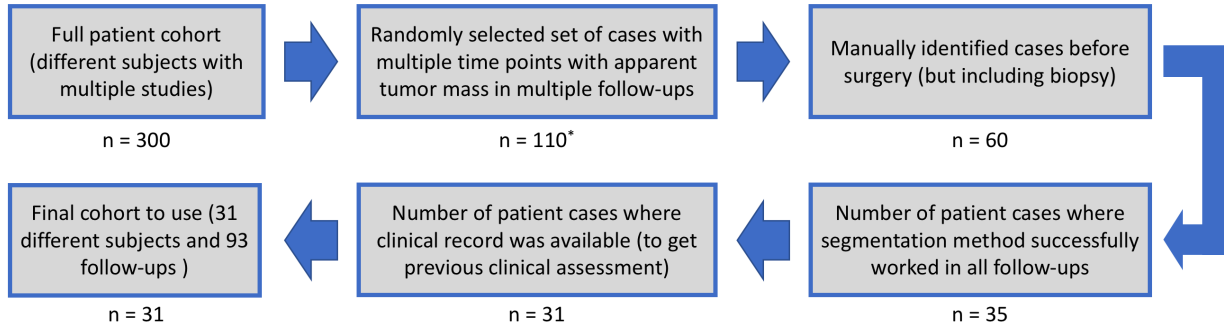 Full patient cohort
(different subjects with
multiple studies)
n = 300
Randomly selected set of cases with
multiple time points with apparent
tumor mass in multiple follow-ups
n = 110*
Manually identified cases before
surgery (but including biopsy)
n = 60
Number of patient cases where
segmentation method successfully
worked in all follow-ups
n = 35
Number of patient cases where
clinical record was available (to get
previous clinical assessment)
n = 31
Final cohort to use (31
different subjects and 93
follow-ups )
n = 31